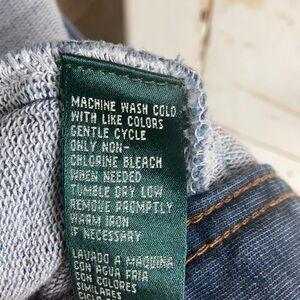 MACHINE WASH COLD
WITH LIKE COLORS
GENTLE CYCLE
ONLY NON-
CHLORINE BLEACH
WHEN NEEDED
TUMBLE DRY LOW
REMOVE PROMPTLY
WARM IRON
IF NECESSARY
LAVADO A MAQUINA
CON AGUA FRIA
CON COLORES
SIMILARES